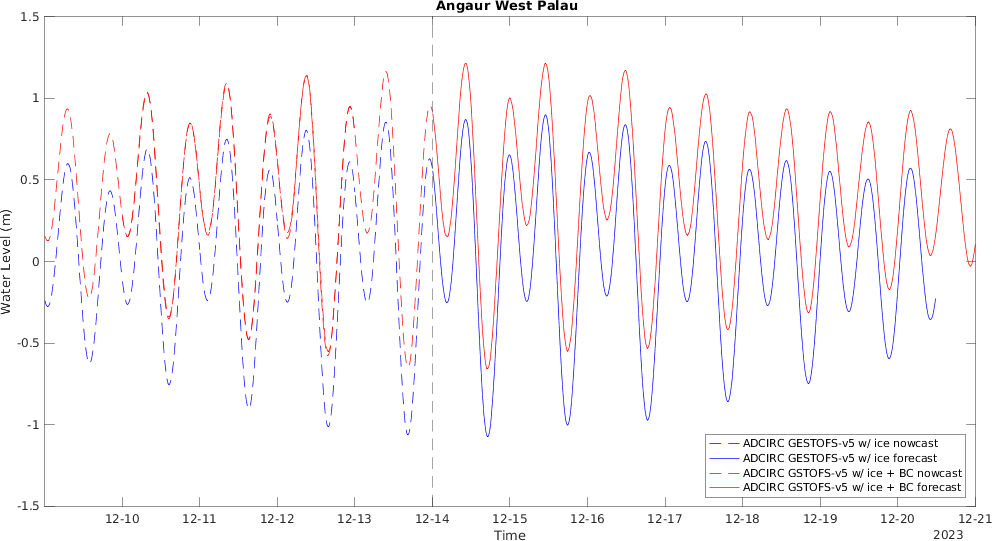 Angaur West Palau
1.5
1
0.5
0
-0.5
-1
-1.5
Water Level (m)
ADCIRC GESTOFS-v5 w/ ice nowcast
ADCIRC GESTOFS-v5 w/ ice forecast
ADCIRC GSTOFS-v5 w/ ice + BC nowcast
ADCIRC GSTOFS-v5 w/ ice + BC forecast
12-10 12-11 12-12 12-13 12-14 12-15 12-16 12-17 12-18 12-19 12-20 12-21
Time
2023